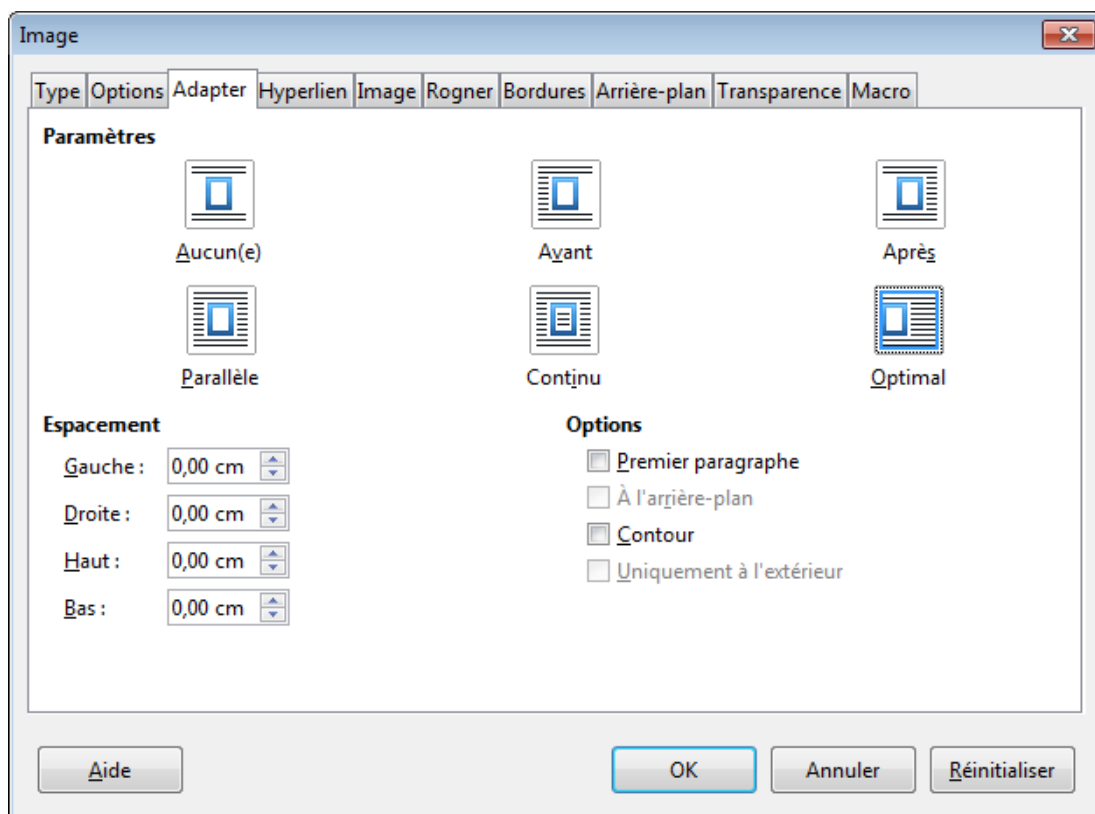 Image
Type Options Adapter Hyperlien Image Rogner Bordures Arrière-plan Transparence Macro
Paramètres
Aucun(e) Avant Après
Parallèle Continu Optimal
Espacement Options
Gauche : 0,00 cm Premier paragraphe
Droite : 0,00 cm À l'arrière-plan
Haut : 0,00 cm Contour
Bas : 0,00 cm Uniquement à l'extérieur
Aide OK Annuler Réinitialiser